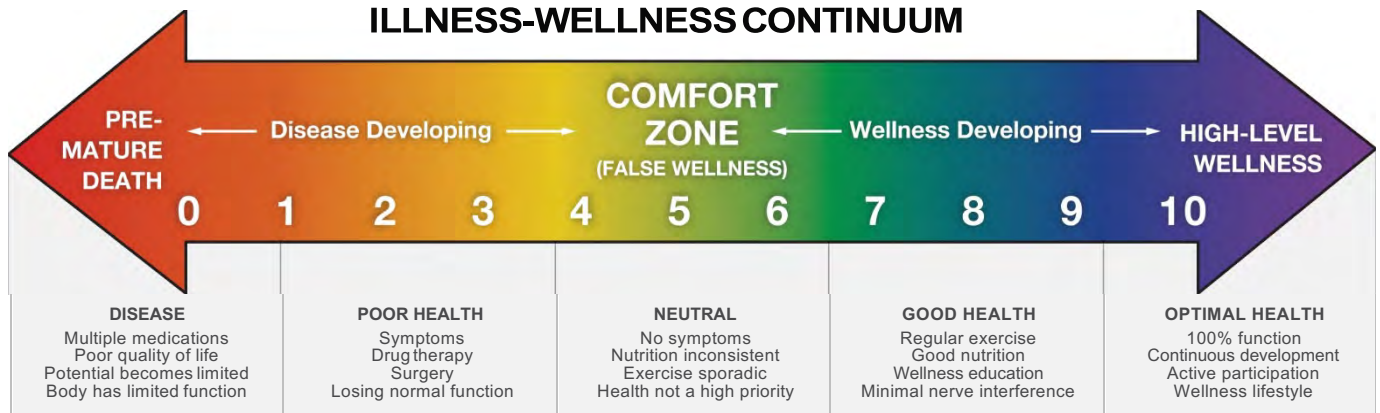 ILLNESS-WELLNESS CONTINUUM
PRE-
MATURE
DEATH
Disease Developing
COMFORT
ZONE
(FALSE WELLNESS)
Wellness Developing
HIGH-LEVEL
WELLNESS
0 1 2 3 4 5 6 7 8 9 10
DISEASE
Multiple medications
Poor quality of life
Potential becomes limited
Body has limited function
POOR HEALTH
Symptoms
Drug therapy
Surgery
Losing normal function
NEUTRAL
No symptoms
Nutrition inconsistent
Exercise sporadic
Health not a high priority
GOOD HEALTH
Regular exercise
Good nutrition
Wellness education
Minimal nerve interference
OPTIMAL HEALTH
100% function
Continuous development
Active participation
Wellness lifestyle